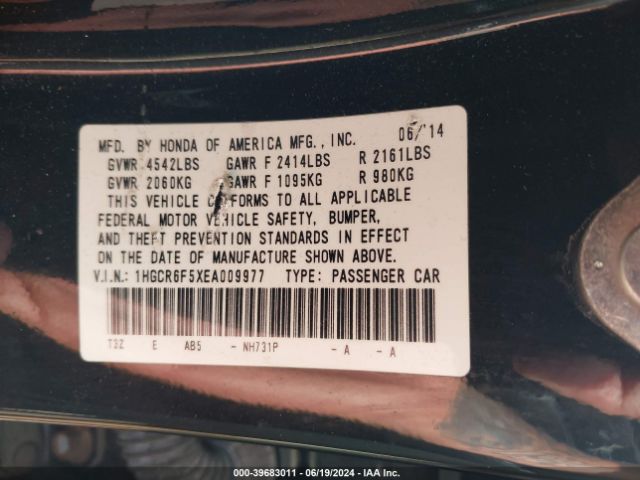 MFD. BY HONDA OF AMERICA MFG., INC. 06/14
GVWR 4542LBS GAWR F 2414LBS R 2161LBS
GVWR 2060KG GAWR F 1095KG R 980KG
THIS VEHICLE CONFORMS TO ALL APPLICABLE
FEDERAL MOTOR VEHICLE SAFETY, BUMPER,
AND THEFT PREVENTION STANDARDS IN EFFECT
ON THE DATE OF MANUFACTURE SHOWN ABOVE.
V.I.N.: 1HGCR6F5XEA009977 TYPE: PASSENGER CAR
T3Z E AB5 - NH731P - A - A
000-39683011 - 06/19/2024 - IAA Inc.